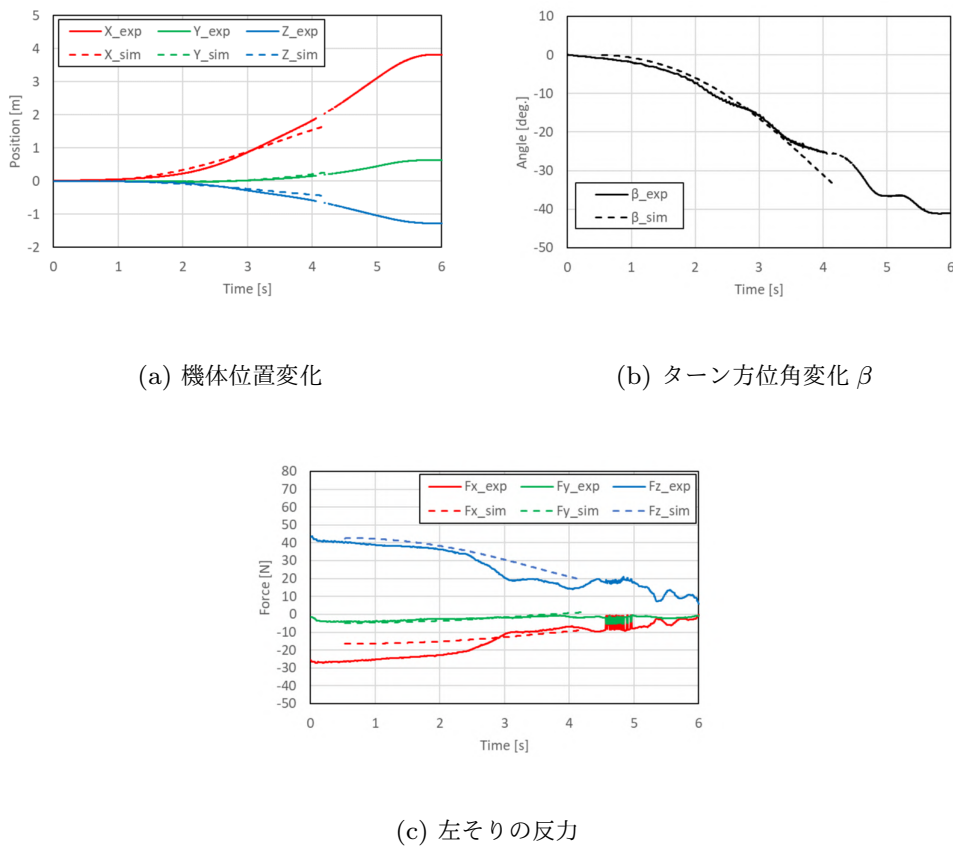 5
4
3
2
1
0
-1
-2
Position [m]
X_exp Y_exp Z_exp
X_sim Y_sim Z_sim
0 1 2 3 4 5 6
Time [s]
10
0
-10
-20
-30
-40
-50
Angle [deg.]
β_exp
β_sim
0 1 2 3 4 5 6
Time [s]
(a) 機体位置変化
(b) ターン方位角変化 β
80
70
60
50
40
30
20
10
0
-10
-20
-30
-40
-50
Force [N]
Fx_exp Fy_exp Fz_exp
Fx_sim Fy_sim Fz_sim
0 1 2 3 4 5 6
Time [s]
(c) 左そりの反力